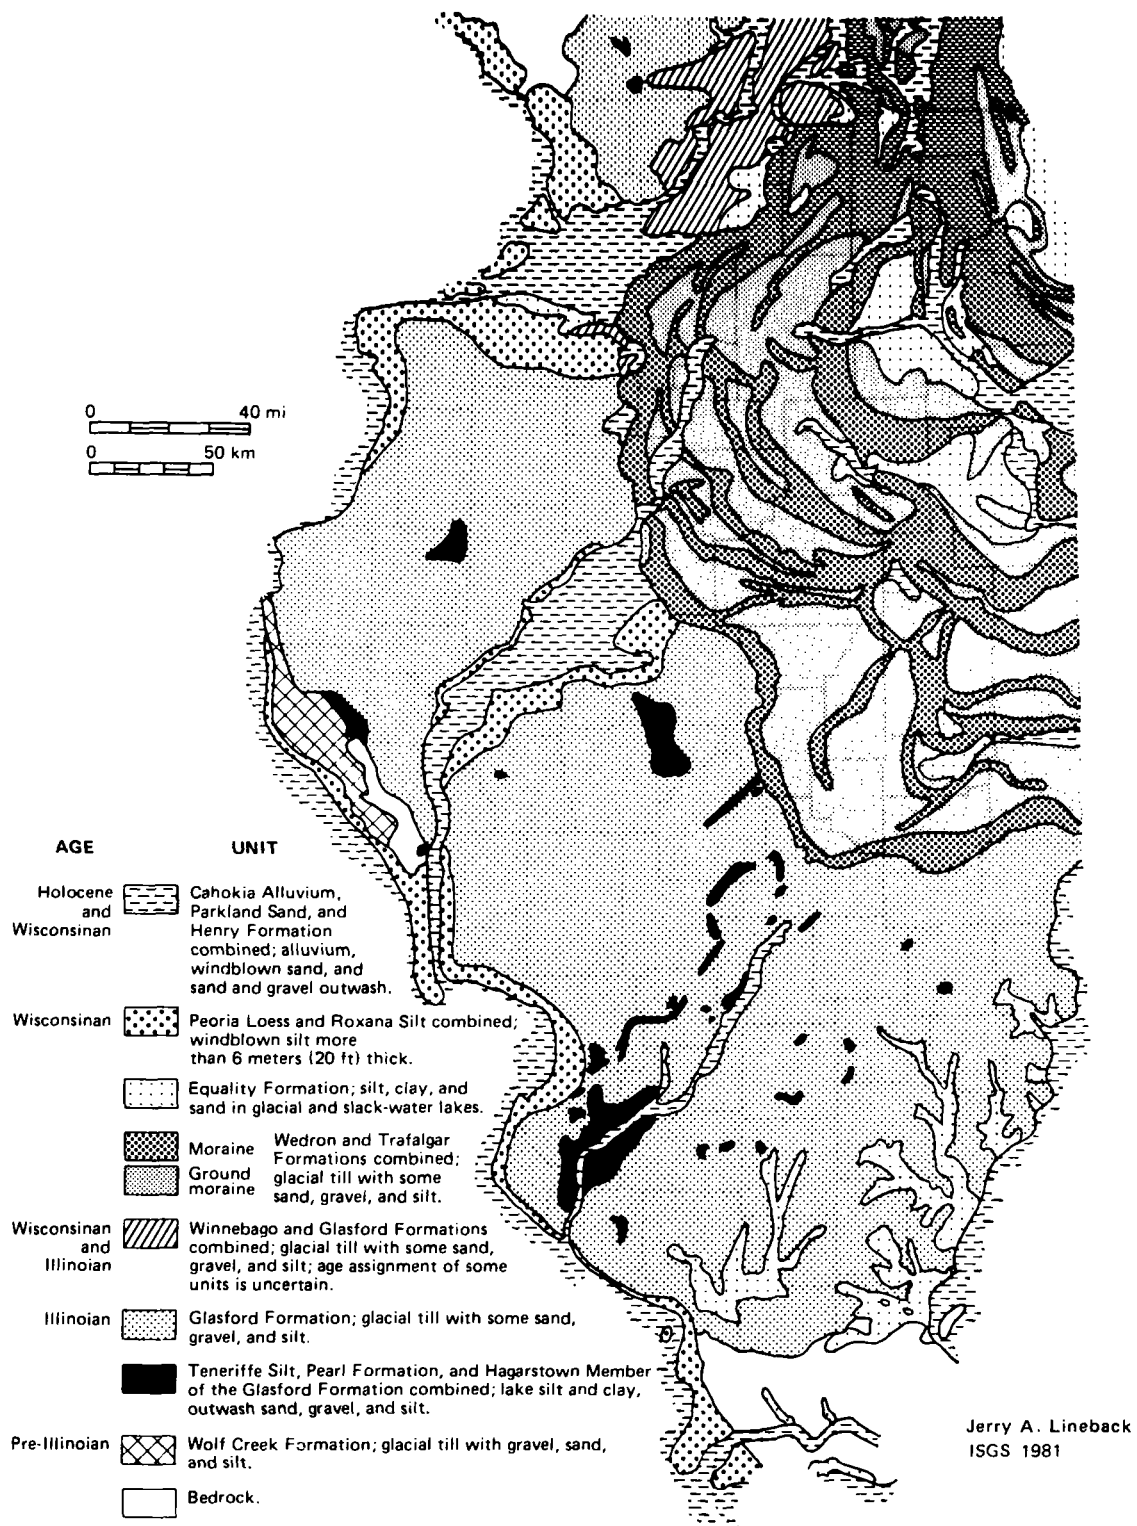 0 40 mi
0 50 km
AGE UNIT
Holocene and Wisconsinan
Cahokia Alluvium,
Parkland Sand, and
Henry Formation
combined; alluvium,
windblown sand, and
sand and gravel outwash.
Wisconsinan
Peoria Loess and Roxana Silt combined;
windblown silt more
than 6 meters (20 ft) thick.
Equality Formation; silt, clay, and
sand in glacial and slack-water lakes.
Moraine
Ground
moraine
Wedron and Trafalgar
Formations combined;
glacial till with some
sand, gravel, and silt.
Wisconsinan
and
Illinoian
Winnebago and Glasford Formations
combined; glacial till with some sand,
gravel, and silt; age assignment of some
units is uncertain.
Illinoian
Glasford Formation; glacial till with some sand,
gravel, and silt.
Teneriffe Silt, Pearl Formation, and Hagarstown Member
of the Glasford Formation combined; lake silt and clay,
outwash sand, gravel, and silt.
Pre-Illinoian
Wolf Creek Formation; glacial till with gravel, sand,
and silt.
Bedrock.
Jerry A. Lineback
ISGS 1981